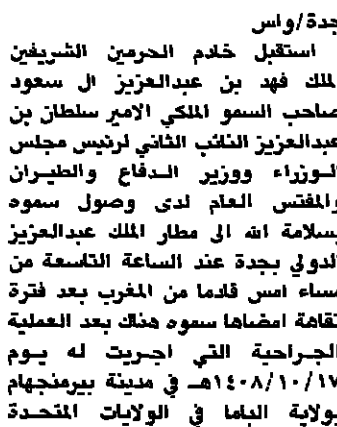 جدة/واس
استقبل خادم الحرمين الشريفين
الملك فهد بن عبدالعزيز ال سعود
صاحب السمو الملكي الامير سلطان بن
عبدالعزيز النائب الثاني لرئيس مجلس
الوزراء ووزير الدفاع والطيران
والمفتش العام لدى وصول سموه
بسلامة الله الى مطار الملك عبدالعزيز
الدولي بجدة عند الساعة التاسعة من
مساء امس قادما من المغرب بعد فترة
نقاهة امضاها سموه هناك بعد العملية
الجراحية التي اجريت له يوم
١٤٠٨/١٠/١٧هـ في مدينة بيرمنجهام
بولاية الباما في الولايات المتحدة